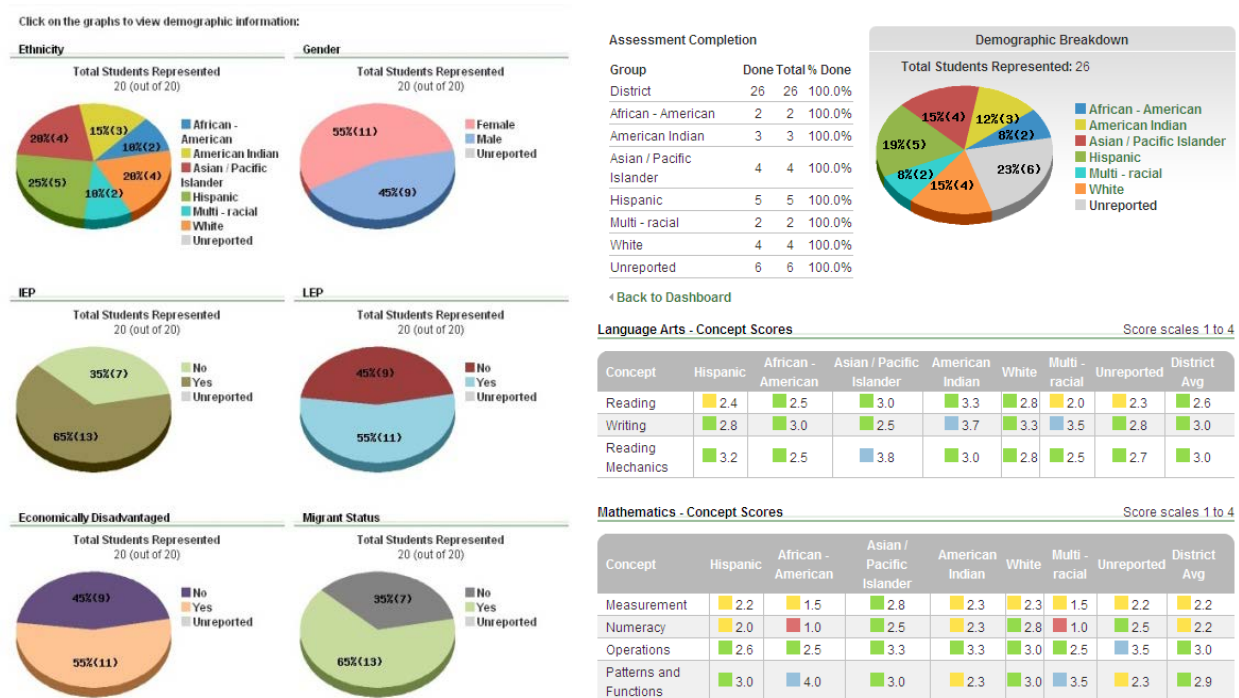 Click on the graphs to view demographic information:
Ethnicity
Total Students Represented
20 (out of 20)
20%(4)
15%(3)
10%(2)
20%(4)
10%(2)
25%(5)
African -
American
American Indian
Asian / Pacific
Islander
Hispanic
Multi - racial
White
Unreported
Gender
Total Students Represented
20 (out of 20)
55%(11)
45%(9)
Female
Male
Unreported
IEP
Total Students Represented
20 (out of 20)
35%(7)
65%(13)
No
Yes
Unreported
LEP
Total Students Represented
20 (out of 20)
45%(9)
55%(11)
No
Yes
Unreported
Economically Disadvantaged
Total Students Represented
20 (out of 20)
45%(9)
55%(11)
No
Yes
Unreported
Migrant Status
Total Students Represented
20 (out of 20)
35%(7)
65%(13)
No
Yes
Unreported
Assessment Completion
Group Done Total % Done
District 26 26 100.0%
African - American 2 2 100.0%
American Indian 3 3 100.0%
Asian / Pacific
Islander 4 4 100.0%
Hispanic 5 5 100.0%
Multi - racial 2 2 100.0%
White 4 4 100.0%
Unreported 6 6 100.0%
Back to Dashboard
Demographic Breakdown
Total Students Represented: 26
15%(4)
12%(3)
8%(2)
23%(6)
15%(4)
8%(2)
19%(5)
African - American
American Indian
Asian / Pacific Islander
Hispanic
Multi - racial
White
Unreported
Language Arts - Concept Scores Score scales 1 to 4
Concept Hispanic African - American Asian / Pacific Islander American Indian White Multi - racial Unreported District Avg
Reading 2.4 2.5 3.0 3.3 2.8 2.0 2.3 2.6
Writing 2.8 3.0 2.5 3.7 3.3 3.5 2.8 3.0
Reading
Mechanics 3.2 2.5 3.8 3.0 2.8 2.5 2.7 3.0
Mathematics - Concept Scores Score scales 1 to 4
Concept Hispanic African - American Asian / Pacific Islander American Indian White Multi - racial Unreported District Avg
Measurement 2.2 1.5 2.8 2.3 2.3 1.5 2.2 2.2
Numeracy 2.0 1.0 2.5 2.3 2.8 1.0 2.5 2.2
Operations 2.6 2.5 3.3 3.3 3.0 2.5 3.5 3.0
Patterns and
Functions 3.0 4.0 3.0 2.3 3.0 3.5 2.3 2.9